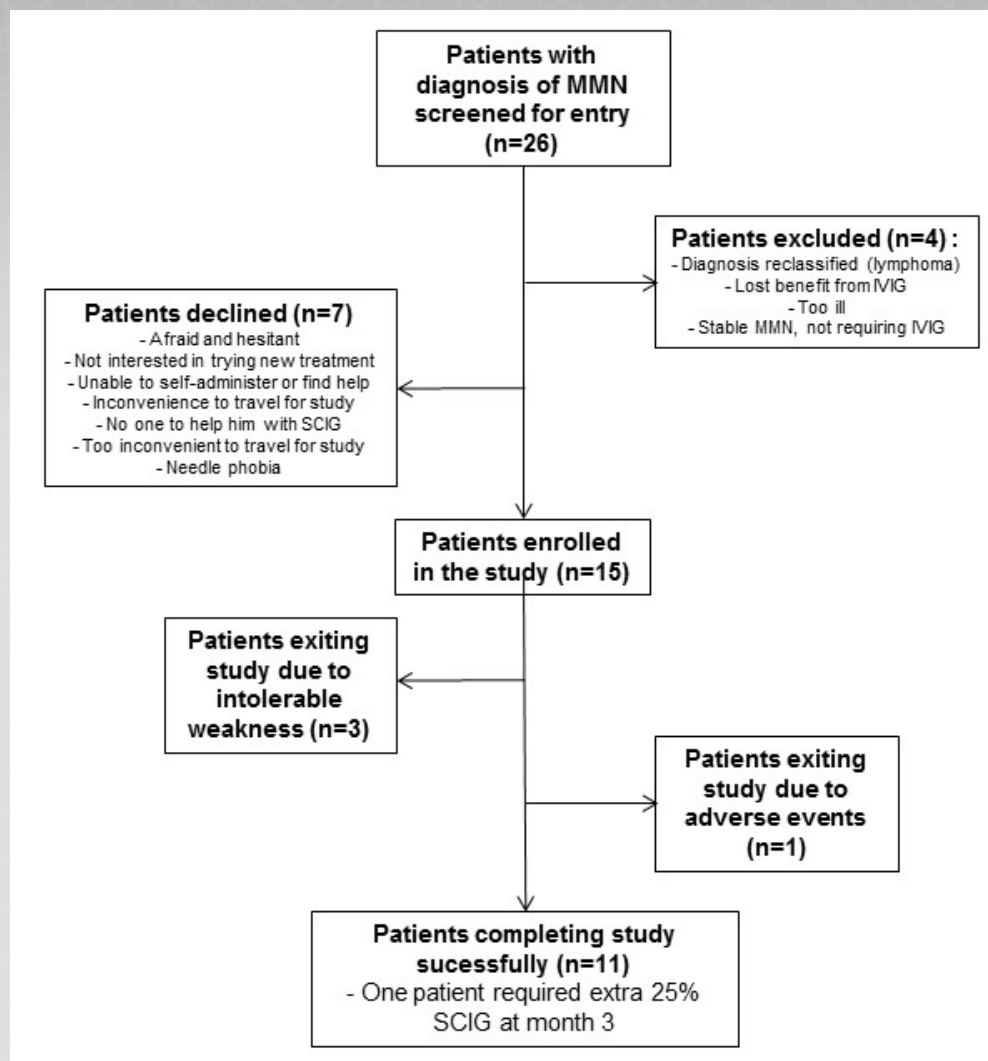 Patients with
diagnosis of MMN
screened for entry
(n=26)
Patients excluded (n=4) :
- Diagnosis reclassified (lymphoma)
- Lost benefit from IVIG
- Too ill
- Stable MMN, not requiring IVIG
Patients declined (n=7)
- Afraid and hesitant
- Not interested in trying new treatment
- Unable to self-administer or find help
- Inconvenience to travel for study
- No one to help him with SCIG
- Too inconvenient to travel for study
- Needle phobia
Patients enrolled
in the study (n=15)
Patients exiting
study due to
intolerable
weakness (n=3)
Patients exiting
study due to
adverse events
(n=1)
Patients completing study
sucessfully (n=11)
- One patient required extra 25%
SCIG at month 3